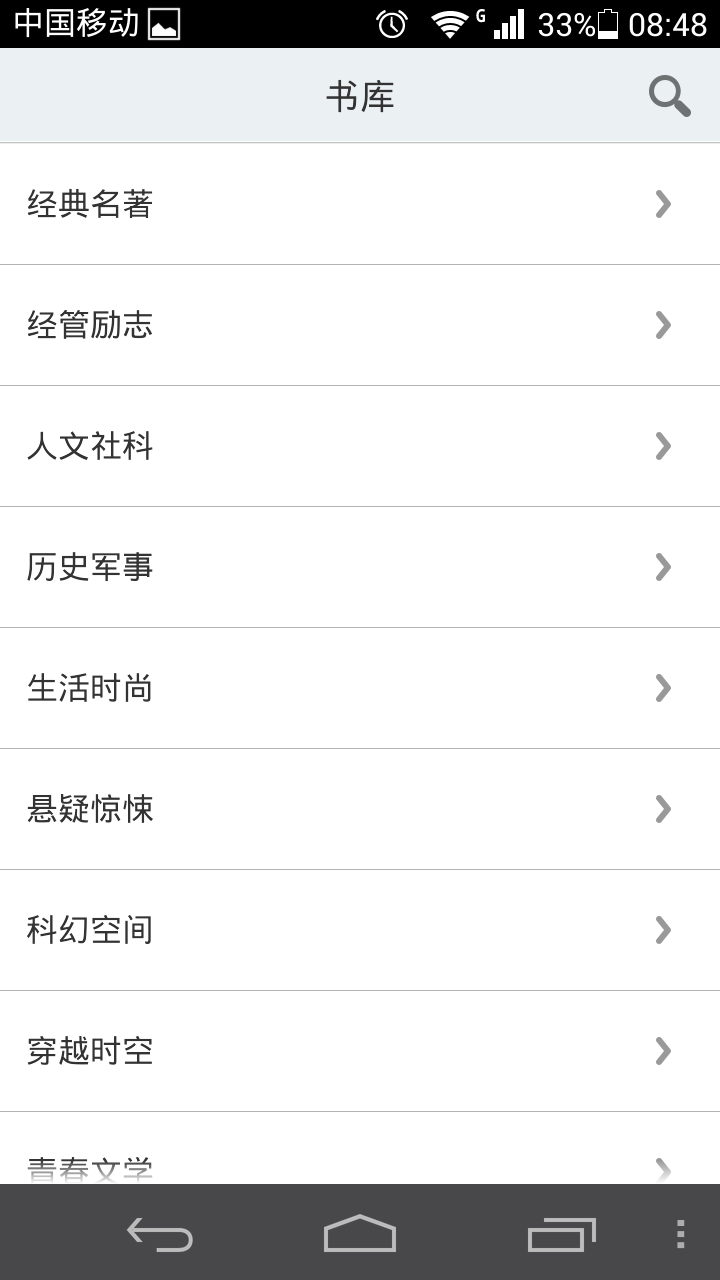 中国移动 G 33% 08:48
书库
经典名著
经管励志
人文社科
历史军事
生活时尚
悬疑惊悚
科幻空间
穿越时空
青春文学